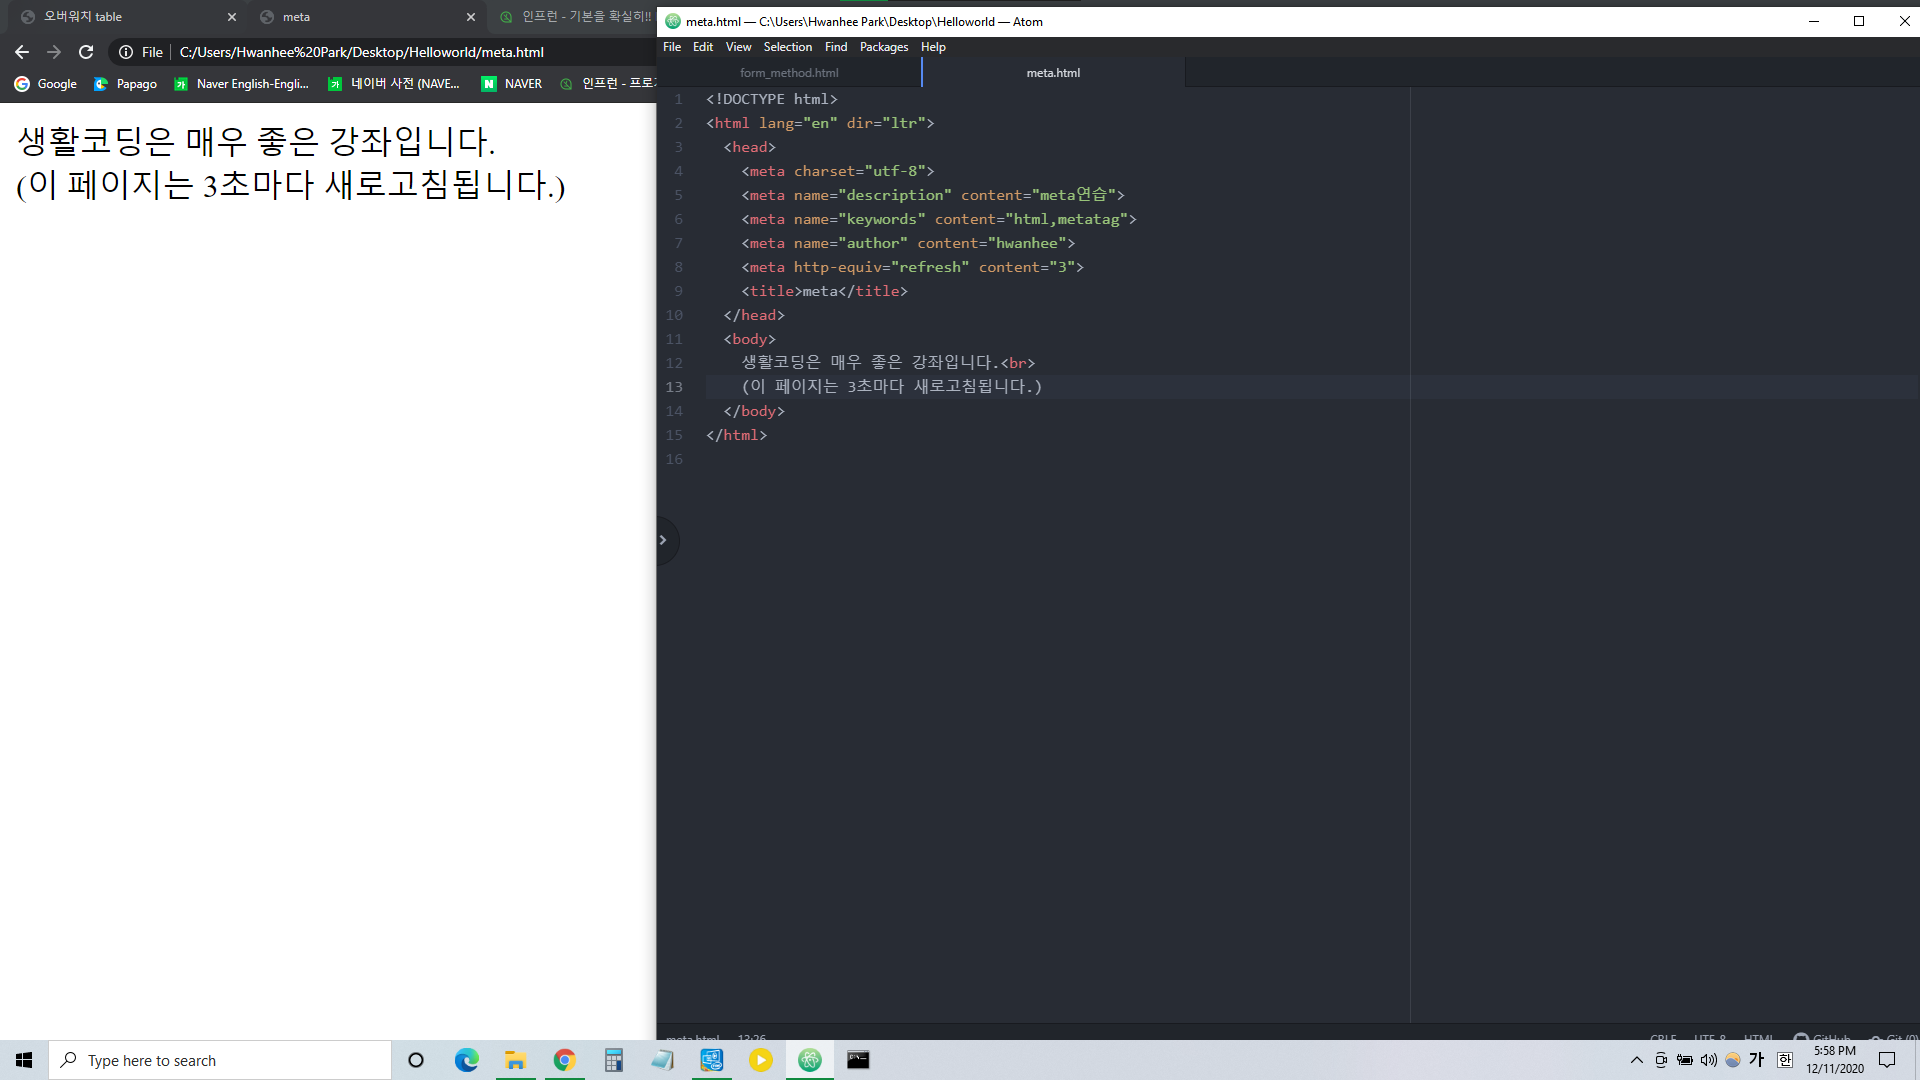 오버워치 table
meta
인프런 - 기본을 확실히!!
File
C:/Users/Hwanhee%20Park/Desktop/Helloworld/meta.html
Google
Papago
Naver English-Engli...
네이버 사전 (NAVE...
NAVER
인프런 - 프로
생활코딩은 매우 좋은 강좌입니다.
(이 페이지는 3초마다 새로고침됩니다.)
meta.html — C:\Users\Hwanhee Park\Desktop\Helloworld — Atom
File Edit View Selection Find Packages Help
form_method.html
meta.html
1 <!DOCTYPE html>
2 <html lang="en" dir="ltr">
3 <head>
4 <meta charset="utf-8">
5 <meta name="description" content="meta연습">
6 <meta name="keywords" content="html,metatag">
7 <meta name="author" content="hwanhee">
8 <meta http-equiv="refresh" content="3">
9 <title>meta</title>
10 </head>
11 <body>
12 생활코딩은 매우 좋은 강좌입니다.<br>
13 (이 페이지는 3초마다 새로고침됩니다.)
14 </body>
15 </html>
16
meta.html 13:26
CRLF UTF-8 HTML GitHub Git (0)
Type here to search
가
한
5:58 PM
12/11/2020